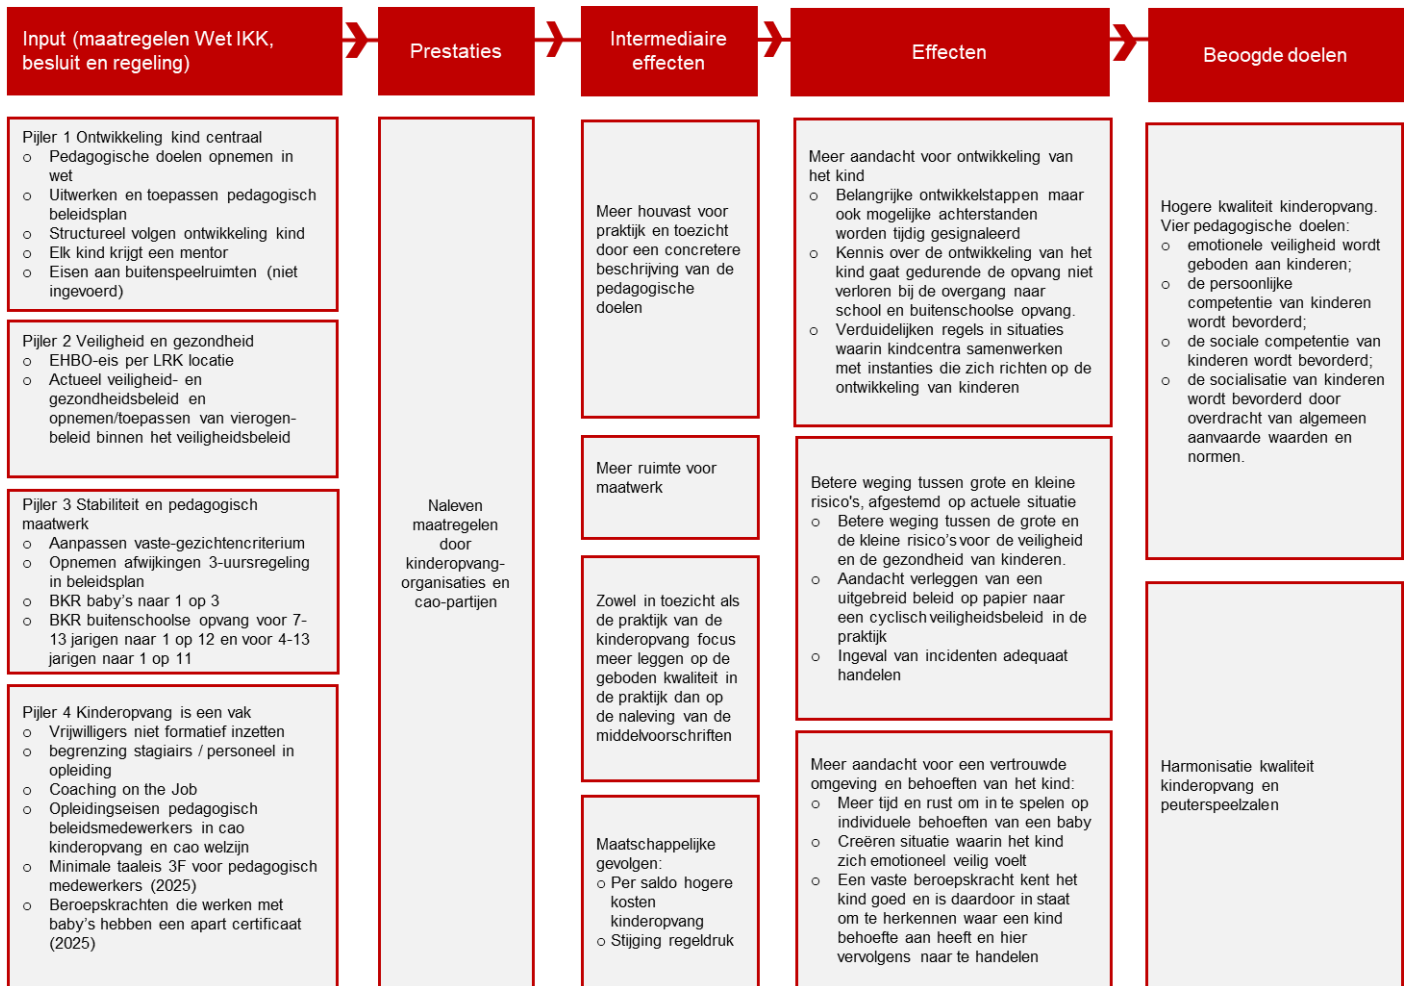 Input (maatregelen Wet IKK,
besluit en regeling)
Prestaties
Intermediaire
effecten
Effecten
Beoogde doelen
Pijler 1 Ontwikkeling kind centraal
o Pedagogische doelen opnemen in
wet
o Uitwerken en toepassen pedagogisch
beleidsplan
o Structureel volgen ontwikkeling kind
o Elk kind krijgt een mentor
o Eisen aan buitenspeelruimten (niet
ingevoerd)
Pijler 2 Veiligheid en gezondheid
o EHBO-eis per LRK locatie
o Actueel veiligheid- en
gezondheidsbeleid en
opnemen/toepassen van vierogen-
beleid binnen het veiligheidsbeleid
Pijler 3 Stabiliteit en pedagogisch
maatwerk
o Aanpassen vaste-gezichtencriterium
o Opnemen afwijkingen 3-uursregeling
in beleidsplan
o BKR baby's naar 1 op 3
o BKR buitenschoolse opvang voor 7-
13 jarigen naar 1 op 12 en voor 4-13
jarigen naar 1 op 11
Pijler 4 Kinderopvang is een vak
o Vrijwilligers niet formatief inzetten
o begrenzing stagiairs / personeel in
opleiding
o Coaching on the Job
o Opleidingseisen pedagogisch
beleidsmedewerkers in cao
kinderopvang en cao welzijn
o Minimale taaleis 3F voor pedagogisch
medewerkers (2025)
o Beroepskrachten die werken met
baby's hebben een apart certificaat
(2025)
Naleven
maatregelen
door
kinderopvang-
organisaties en
cao-partijen
Meer houvast voor
praktijk en toezicht
door een concretere
beschrijving van de
pedagogische
doelen
Meer ruimte voor
maatwerk
Zowel in toezicht als
de praktijk van de
kinderopvang focus
meer leggen op de
geboden kwaliteit in
de praktijk dan op
de naleving van de
middelvoorschriften
Maatschappelijke
gevolgen:
o Per saldo hogere
kosten
kinderopvang
o Stijging regeldruk
Meer aandacht voor ontwikkeling van
het kind
o Belangrijke ontwikkelstappen maar
ook mogelijke achterstanden
worden tijdig gesignaleerd
o Kennis over de ontwikkeling van het
kind gaat gedurende de opvang niet
verloren bij de overgang naar
school en buitenschoolse opvang.
o Verduidelijken regels in situaties
waarin kindcentra samenwerken
met instanties die zich richten op de
ontwikkeling van kinderen
Betere weging tussen grote en kleine
risico's, afgestemd op actuele situatie
o Betere weging tussen de grote en
de kleine risico's voor de veiligheid
en de gezondheid van kinderen.
o Aandacht verleggen van een
uitgebreid beleid op papier naar
een cyclisch veiligheidsbeleid in de
praktijk
o Ingeval van incidenten adequaat
handelen
Meer aandacht voor een vertrouwde
omgeving en behoeften van het kind:
o Meer tijd en rust om in te spelen op
individuele behoeften van een baby
o Creëren situatie waarin het kind
zich emotioneel veilig voelt
o Een vaste beroepskracht kent het
kind goed en is daardoor in staat
om te herkennen waar een kind
behoefte aan heeft en hier
vervolgens naar te handelen
Hogere kwaliteit kinderopvang.
Vier pedagogische doelen:
o emotionele veiligheid wordt
geboden aan kinderen;
o de persoonlijke
competentie van kinderen
wordt bevorderd;
o de sociale competentie van
kinderen wordt bevorderd;
o de socialisatie van kinderen
wordt bevorderd door
overdracht van algemeen
aanvaarde waarden en
normen.
Harmonisatie kwaliteit
kinderopvang en
peuterspeelzalen